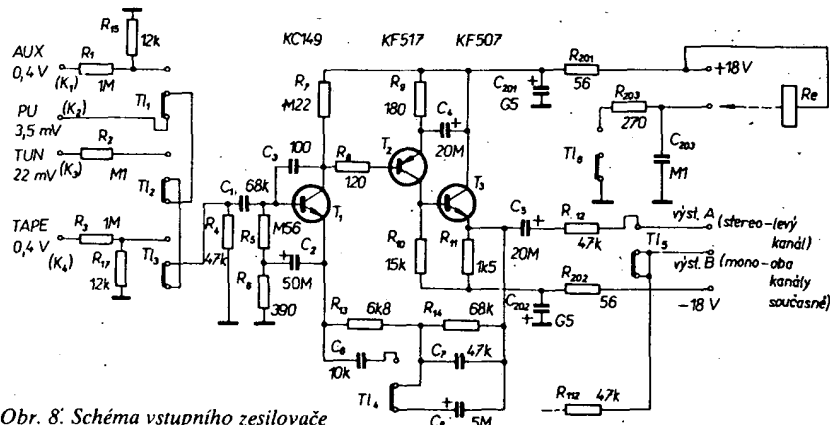 R15
12k
KC149
KF517
KF507
AUX
0,4 V
R1
(K1)
1M
Tl1
PU
(K2)
3,5 mV
TUN
R2
22 mV
(K3)
M1
Tl2
TAPE
R3
1M
0,4 V
(K4)
R17
12k
Tl3
C1
68k
R4
47k
R5
M56
R6
390
C2
50M
C3
100
R7
M22
R8
120
T1
R9
180
C4
20M
T2
T3
R10
15k
R11
1k5
C201
G5
R201
56
+18V
Re
R203
270
C203
M1
Tl6
C5
20M
R12
47k
výst. A (stereo-levý
kanál)
Tl5
výst. B (mono-oba
kanály
současně)
C202
G5
R202
56
-18 V
R13
6k8
R14
68k
C6
10k
C7
47k
Tl4
5M
R112
47k
Obr. 8. Schéma vstupního zesilovače